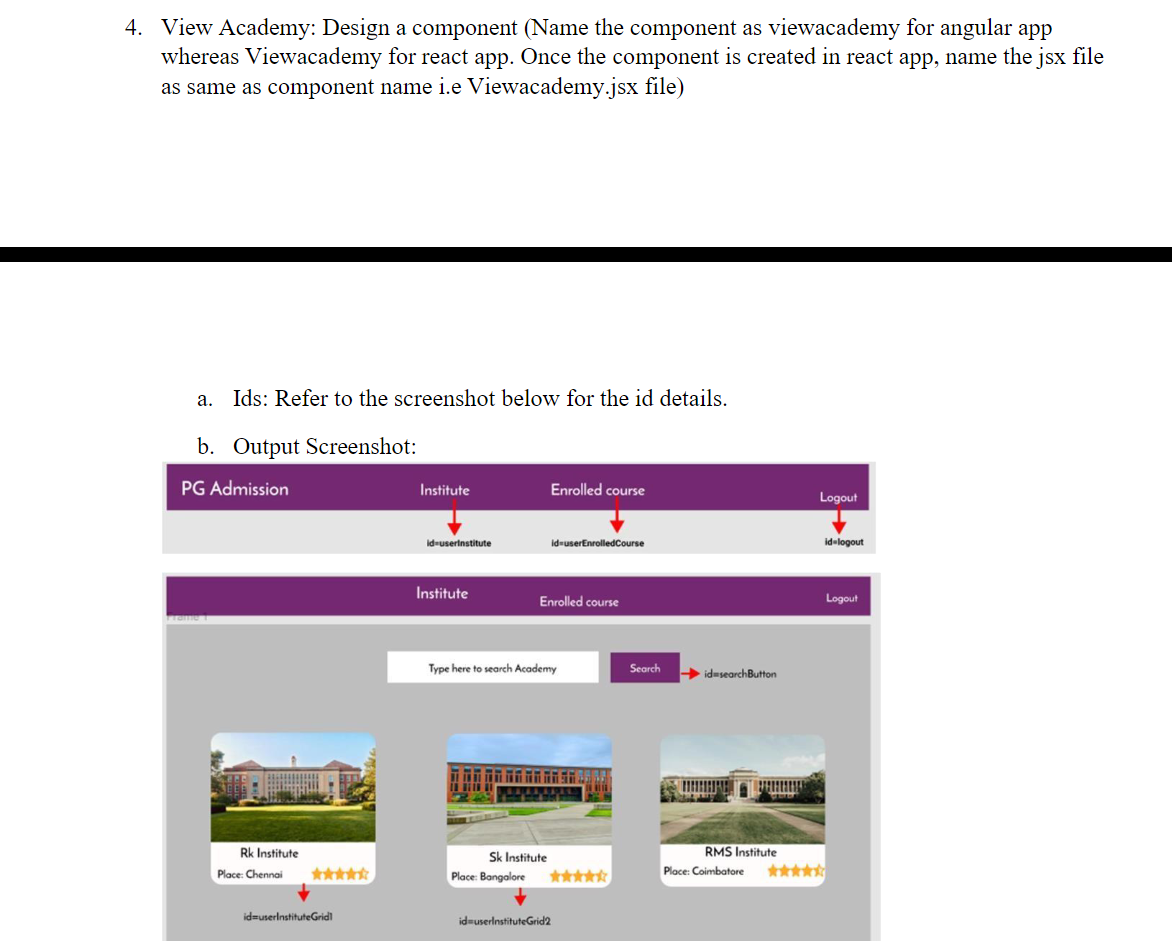 4. View Academy: Design a component (Name the component as viewacademy for angular app
whereas Viewacademy for react app. Once the component is created in react app, name the jsx file
as same as component name i.e Viewacademy.jsx file)
a. Ids: Refer to the screenshot below for the id details.
b. Output Screenshot:
PG Admission Institute Enrolled course Logout
id=userInstitute id=userEnrolledCourse id=logout
Institute Enrolled course Logout
Frame 1
Type here to search Academy Search id=searchButton
Rk Institute Sk Institute RMS Institute
Place: Chennai Place: Bangalore Place: Coimbatore
id=userInstituteGrid1 id=userInstituteGrid2